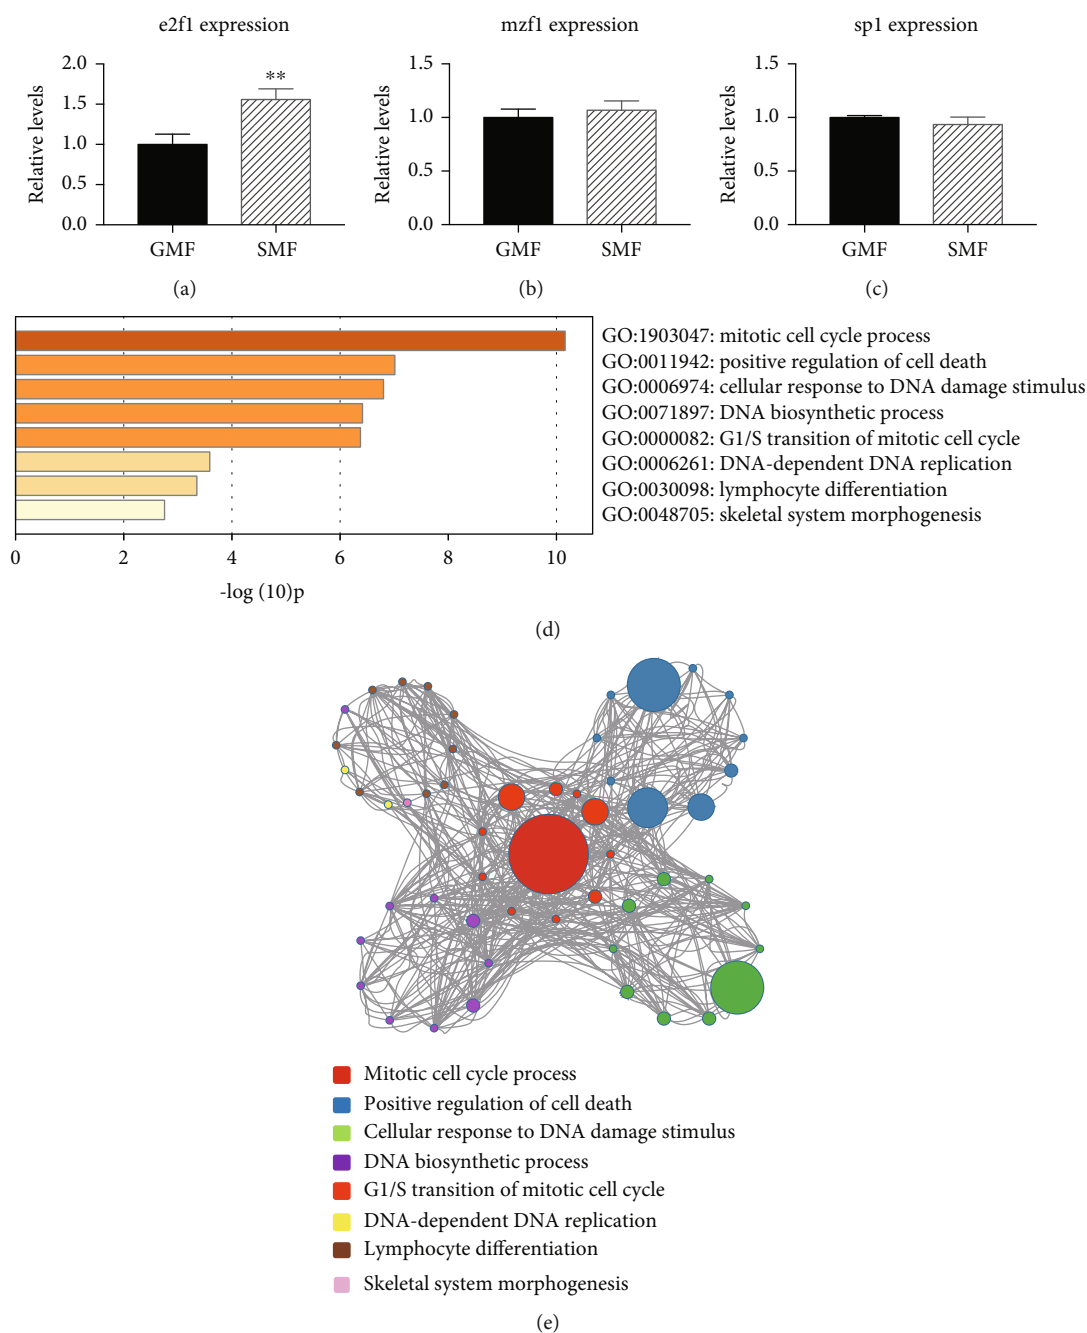 e2f1 expression
mzf1 expression
sp1 expression
Relative levels
2.0
1.5
1.0
0.5
0.0
**
GMF
SMF
Relative levels
1.5
1.0
0.5
0.0
GMF
SMF
Relative levels
1.5
1.0
0.5
0.0
GMF
SMF
(a)
(b)
(c)
GO:1903047: mitotic cell cycle process
GO:0011942: positive regulation of cell death
GO:0006974: cellular response to DNA damage stimulus
GO:0071897: DNA biosynthetic process
GO:0000082: G1/S transition of mitotic cell cycle
GO:0006261: DNA-dependent DNA replication
GO:0030098: lymphocyte differentiation
GO:0048705: skeletal system morphogenesis
0 2 4 6 8 10
-log (10)p
(d)
Mitotic cell cycle process
Positive regulation of cell death
Cellular response to DNA damage stimulus
DNA biosynthetic process
G1/S transition of mitotic cell cycle
DNA-dependent DNA replication
Lymphocyte differentiation
Skeletal system morphogenesis
(e)